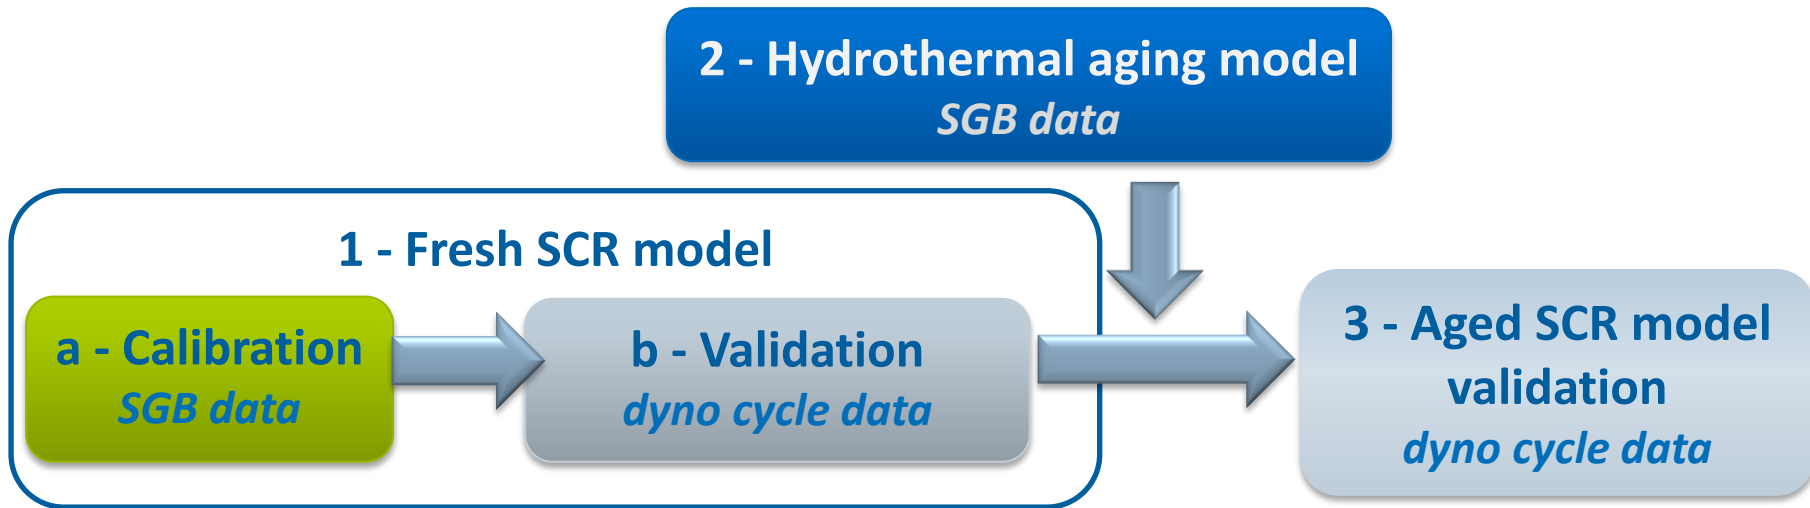 2 - Hydrothermal aging model
SGB data
1 - Fresh SCR model
a - Calibration
SGB data
b - Validation
dyno cycle data
3 - Aged SCR model
validation
dyno cycle data